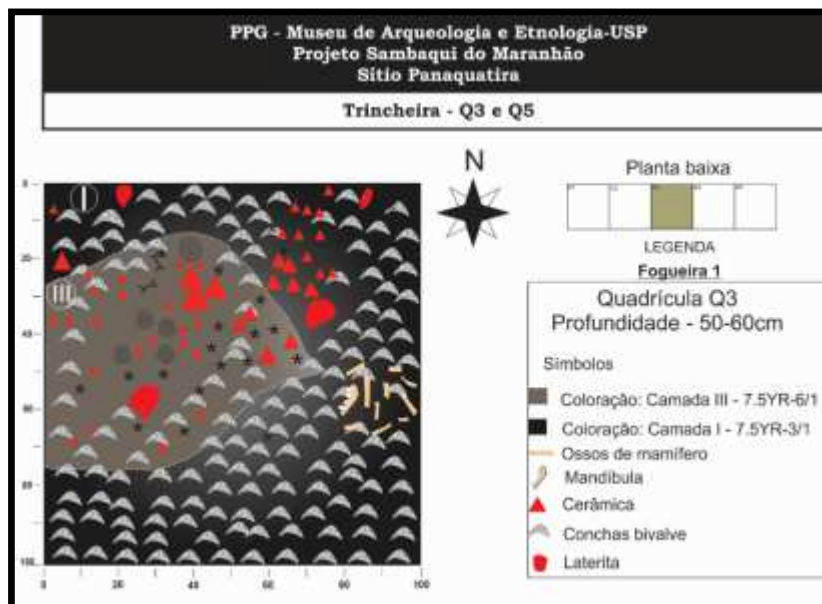 PPG - Museu de Arqueologia e Etnologia-USP
Projeto Sambaqui do Maranhão
Sítio Panaquatira
Trincheira - Q3 e Q5
N
Planta baixa
LEGENDA
Fogueira 1
Quadrícula Q3
Profundidade - 50-60cm
Símbolos
Coloração: Camada III - 7.5YR-6/1
Coloração: Camada I - 7.5YR-3/1
Ossos de mamífero
Mandíbula
Cerâmica
Conchas bivalve
Laterita
I
III
0
20
40
60
80
100
0
20
40
60
80
100